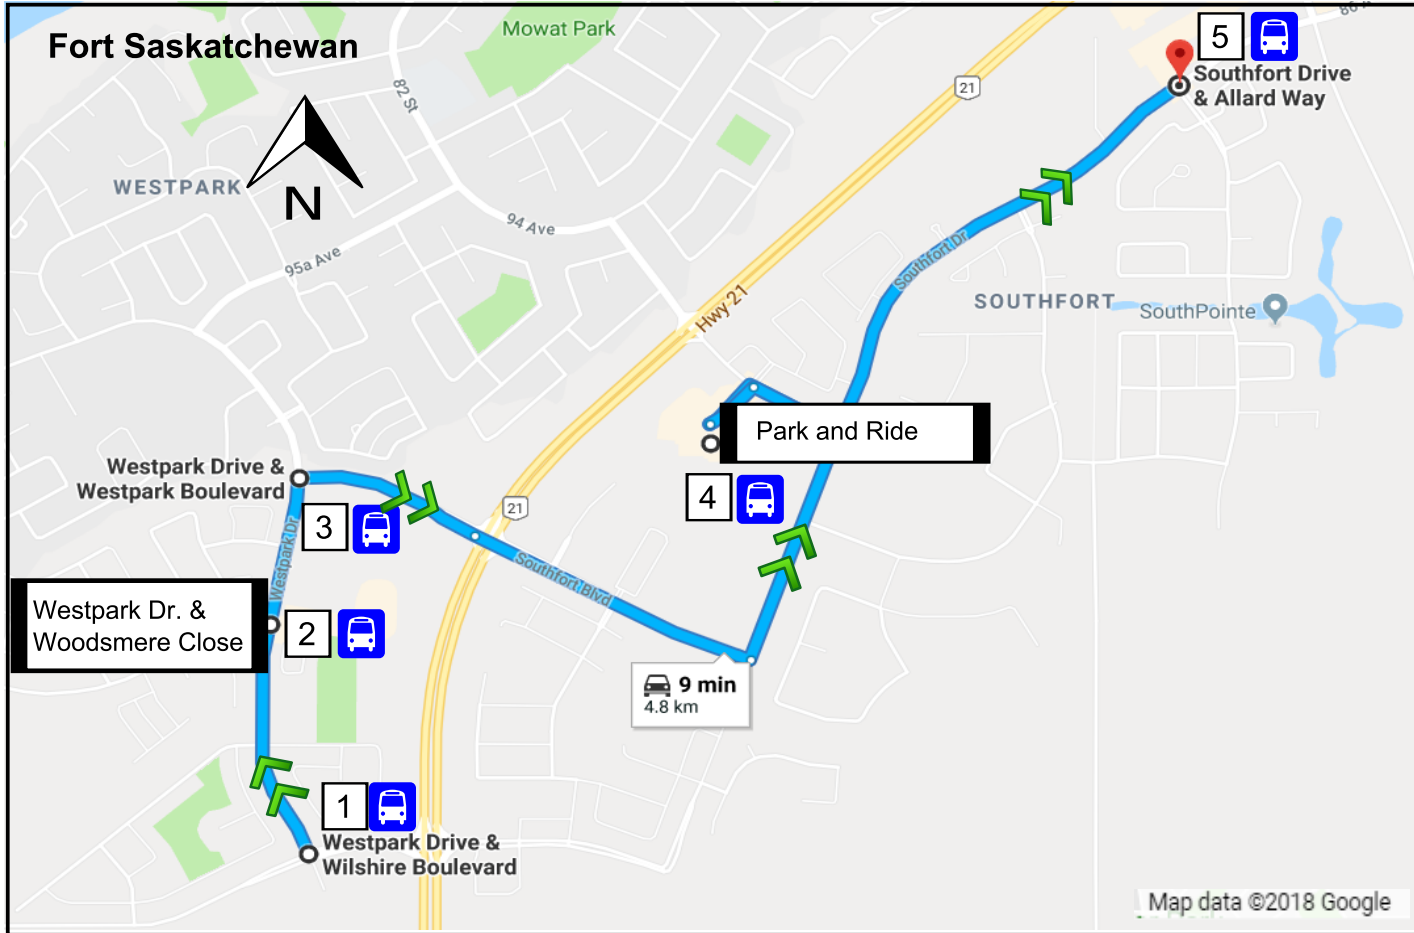 Fort Saskatchewan
Mowat Park
5
Southfort Drive
& Allard Way
21
82 St
WESTPARK
N
94 Ave
95a Ave
Southfort Dr
SOUTHFORT
SouthPointe
Hwy 21
Park and Ride
Westpark Drive &
Westpark Boulevard
4
21
3
Westpark Dr
Southfort Blvd
Westpark Dr. &
Woodsmere Close
2
9 min
4.8 km
1
Westpark Drive &
Wilshire Boulevard
Map data ©2018 Google